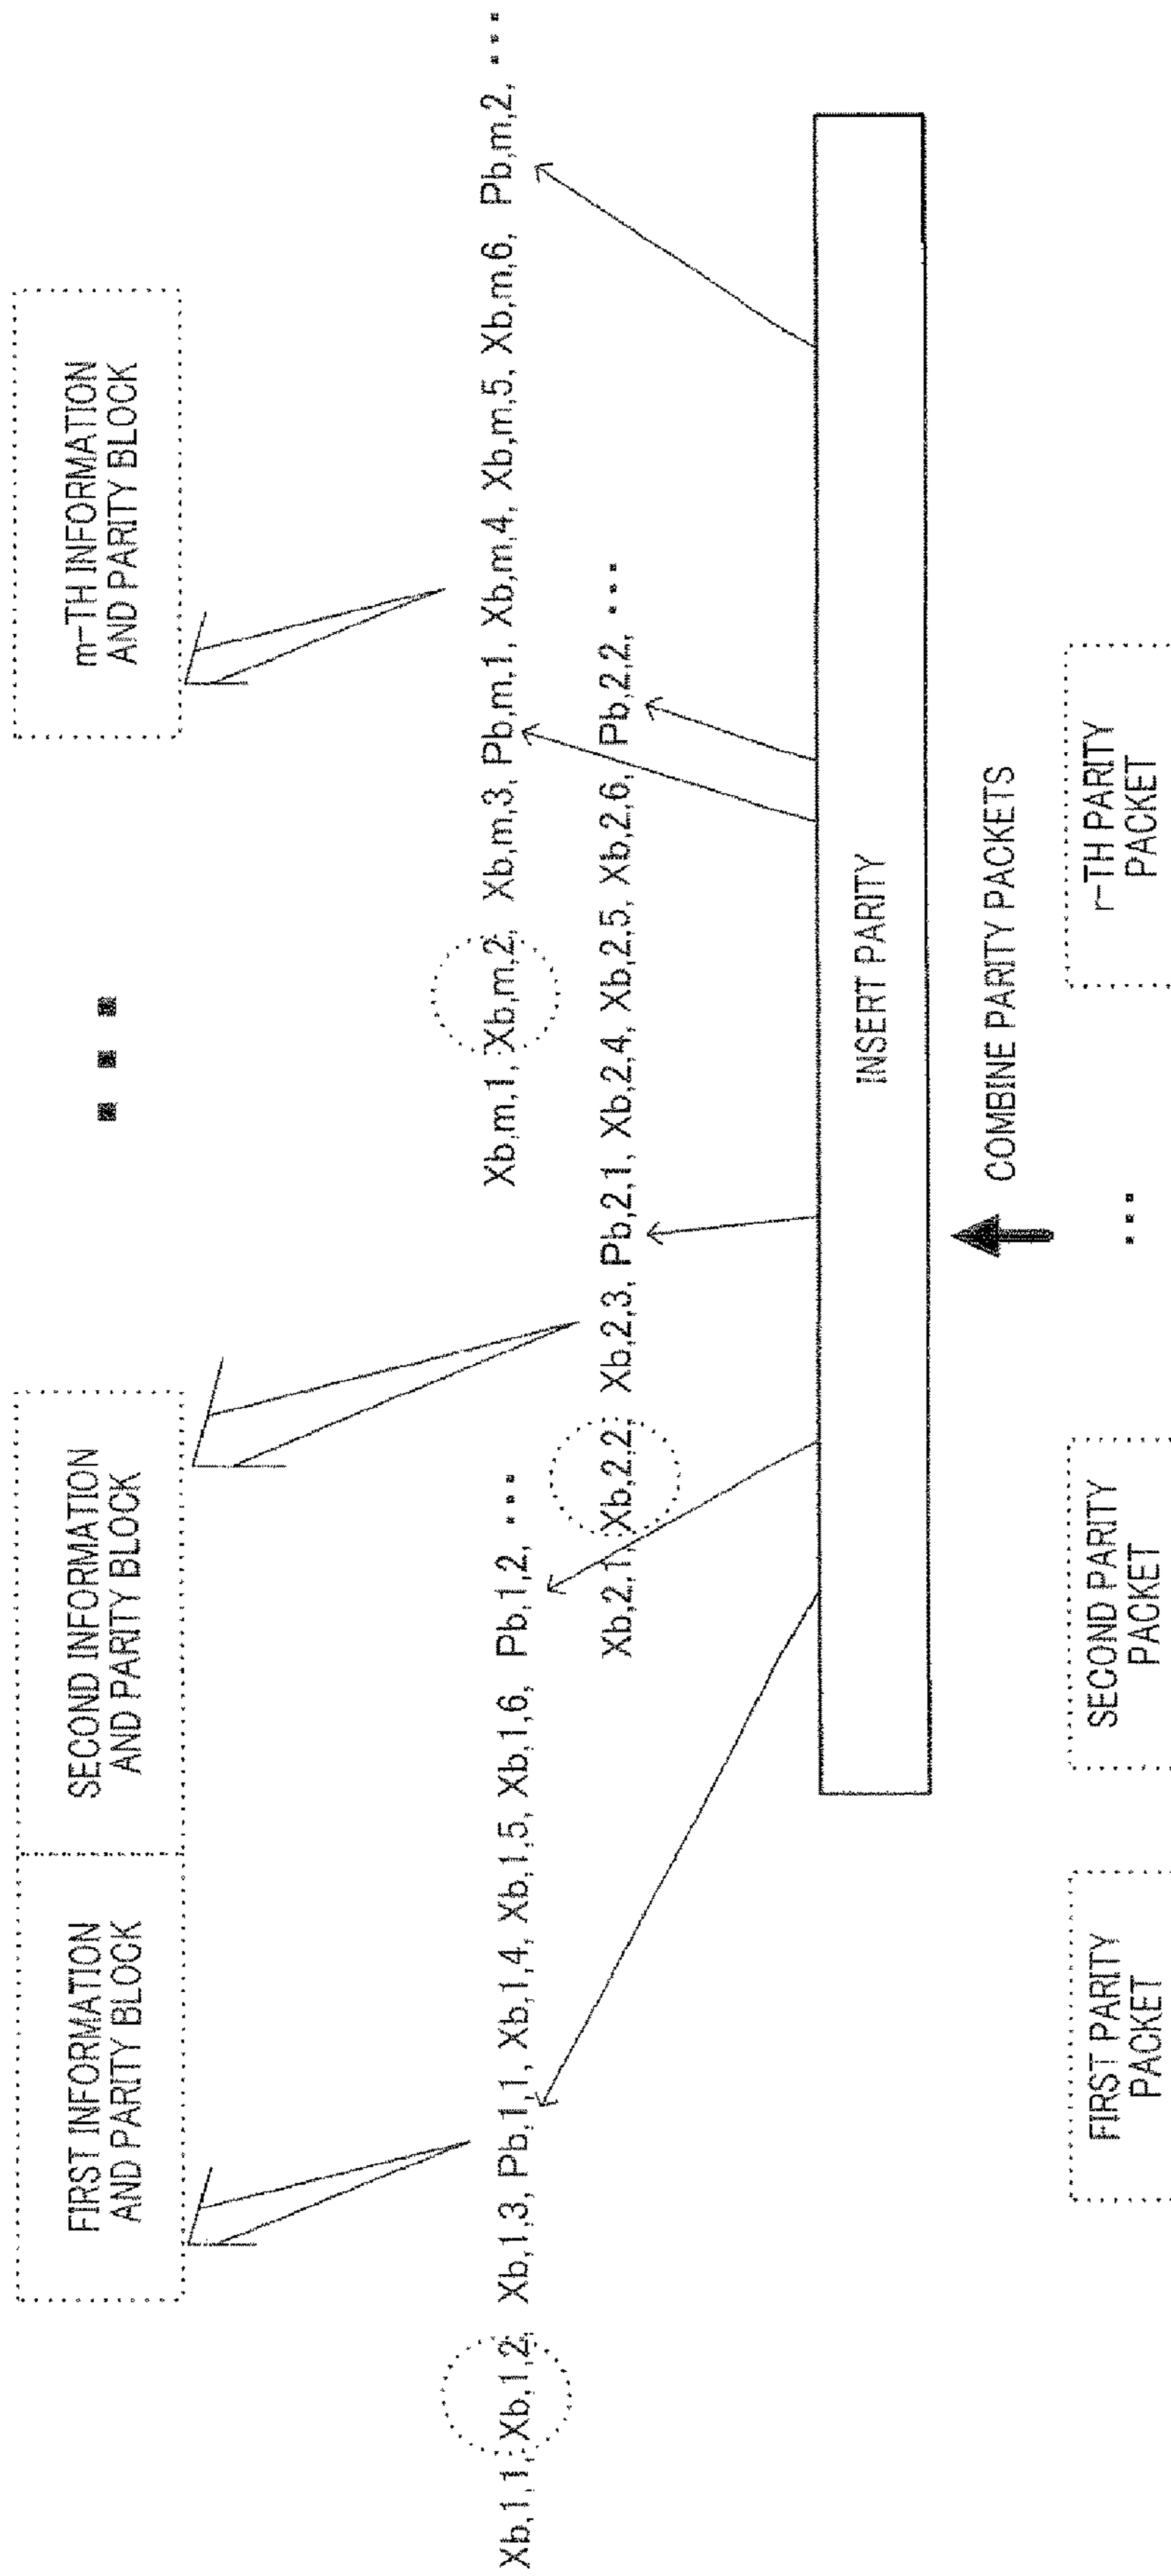 FIRST INFORMATION
AND PARITY BLOCK
SECOND INFORMATION
AND PARITY BLOCK
...
m-TH INFORMATION
AND PARITY BLOCK
Xb,1,1, Xb,1,2, Xb,1,3, Pb,1,1, Xb,1,4, Xb,1,5, Xb,1,6, Pb,1,2, ...
Xb,m,1, Xb,m,2, Xb,m,3, Pb,m,1, Xb,m,4, Xb,m,5, Xb,m,6, Pb,m,2, ...
Xb,2,1, Xb,2,2, Xb,2,3, Pb,2,1, Xb,2,4, Xb,2,5, Xb,2,6, Pb,2,2, ...
INSERT PARITY
COMBINE PARITY PACKETS
FIRST PARITY
PACKET
SECOND PARITY
PACKET
...
r-TH PARITY
PACKET